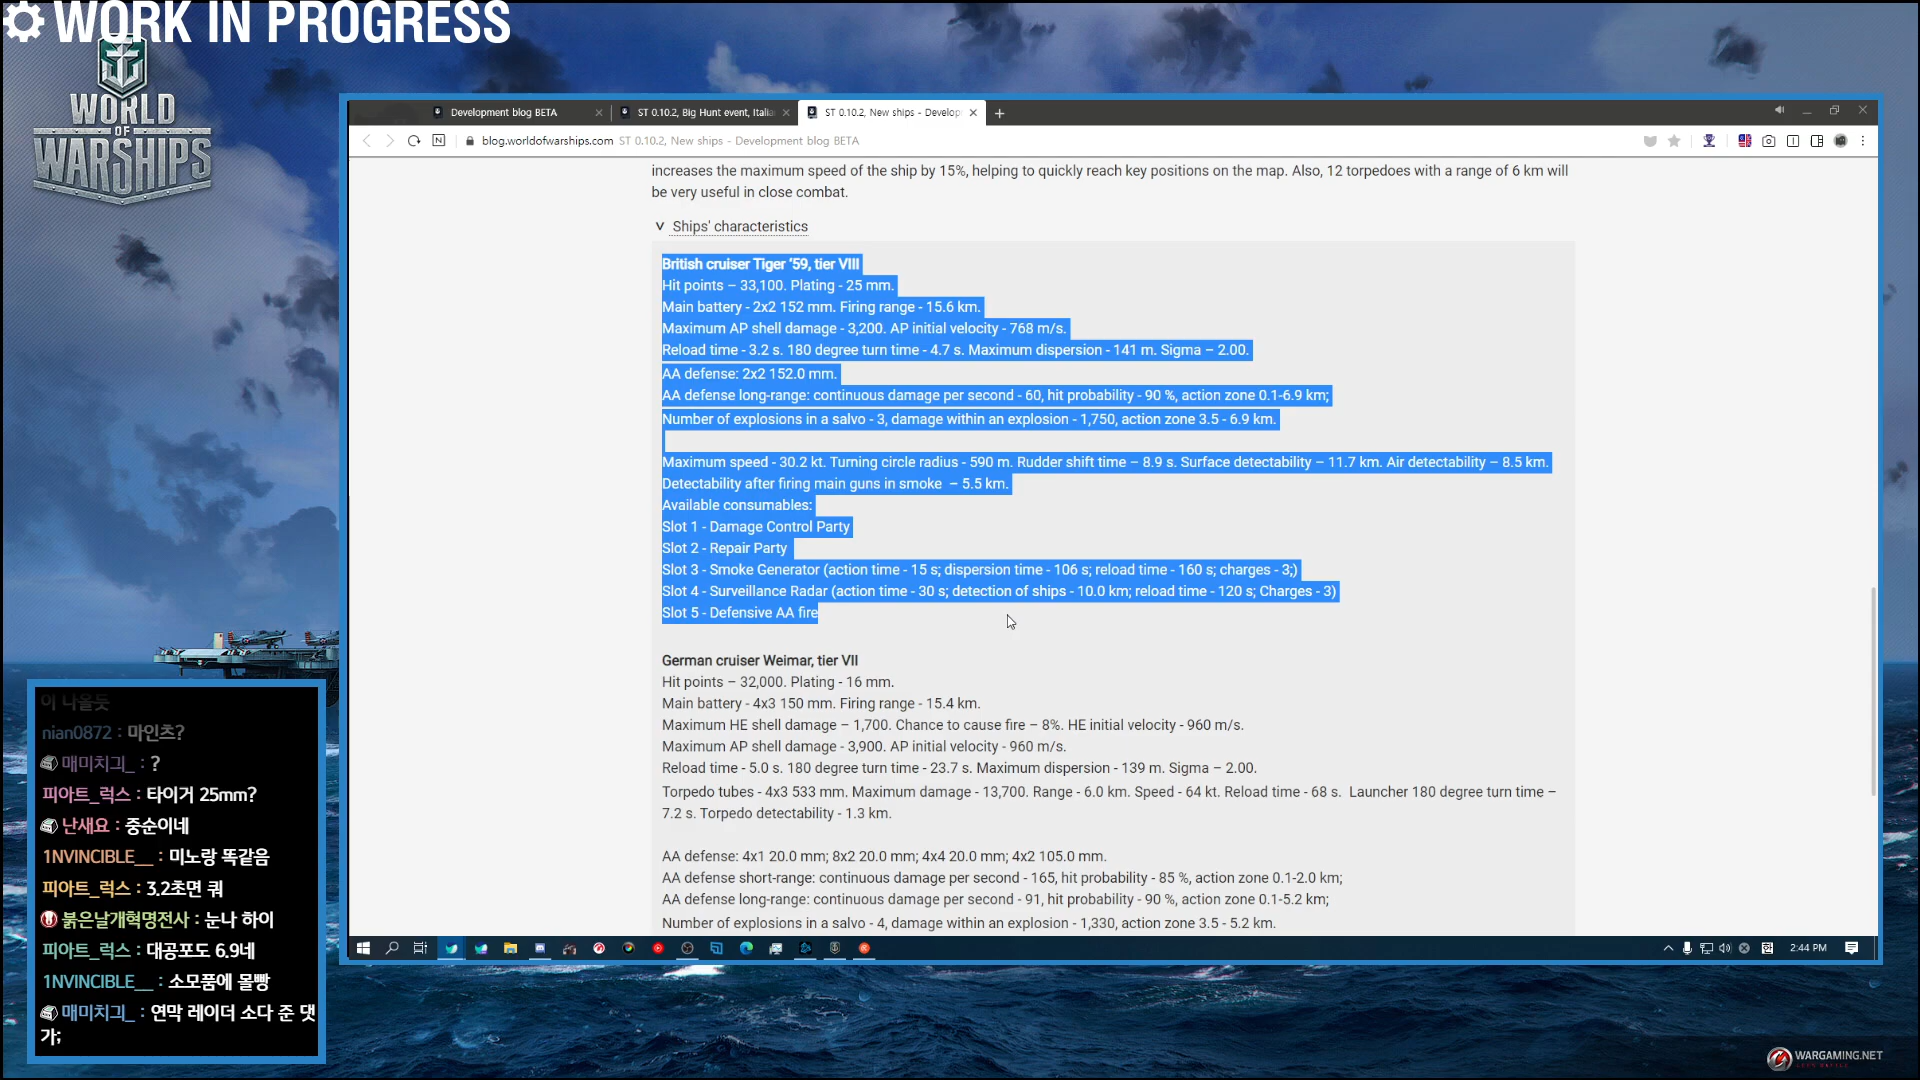 WORK IN PROGRESS
WORLD
OF
WARSHIPS
Development blog BETA
ST 0.10.2, Big Hunt event, Italia
ST 0.10.2, New ships - Develop
blog.worldofwarships.com ST 0.10.2, New ships - Development blog BETA
increases the maximum speed of the ship by 15%, helping to quickly reach key positions on the map. Also, 12 torpedoes with a range of 6 km will
be very useful in close combat.
Ships' characteristics
British cruiser Tiger '59, tier VIII
Hit points – 33,100. Plating - 25 mm.
Main battery - 2x2 152 mm. Firing range - 15.6 km.
Maximum AP shell damage - 3,200. AP initial velocity - 768 m/s.
Reload time - 3.2 s. 180 degree turn time - 4.7 s. Maximum dispersion - 141 m. Sigma – 2.00.
AA defense: 2x2 152.0 mm.
AA defense long-range: continuous damage per second - 60, hit probability - 90 %, action zone 0.1-6.9 km;
Number of explosions in a salvo - 3, damage within an explosion - 1,750, action zone 3.5 - 6.9 km.
Maximum speed - 30.2 kt. Turning circle radius - 590 m. Rudder shift time – 8.9 s. Surface detectability – 11.7 km. Air detectability – 8.5 km.
Detectability after firing main guns in smoke – 5.5 km.
Available consumables:
Slot 1 - Damage Control Party
Slot 2 - Repair Party
Slot 3 - Smoke Generator (action time - 15 s; dispersion time - 106 s; reload time - 160 s; charges - 3;)
Slot 4 - Surveillance Radar (action time - 30 s; detection of ships - 10.0 km; reload time - 120 s; Charges - 3)
Slot 5 - Defensive AA fire
German cruiser Weimar, tier VII
Hit points – 32,000. Plating - 16 mm.
Main battery - 4x3 150 mm. Firing range - 15.4 km.
Maximum HE shell damage – 1,700. Chance to cause fire – 8%. HE initial velocity - 960 m/s.
Maximum AP shell damage - 3,900. AP initial velocity - 960 m/s.
Reload time - 5.0 s. 180 degree turn time - 23.7 s. Maximum dispersion - 139 m. Sigma – 2.00.
Torpedo tubes - 4x3 533 mm. Maximum damage - 13,700. Range - 6.0 km. Speed - 64 kt. Reload time - 68 s. Launcher 180 degree turn time –
7.2 s. Torpedo detectability - 1.3 km.
AA defense: 4x1 20.0 mm; 8x2 20.0 mm; 4x4 20.0 mm; 4x2 105.0 mm.
AA defense short-range: continuous damage per second - 165, hit probability - 85 %, action zone 0.1-2.0 km;
AA defense long-range: continuous damage per second - 91, hit probability - 90 %, action zone 0.1-5.2 km;
Number of explosions in a salvo - 4, damage within an explosion - 1,330, action zone 3.5 - 5.2 km.
2:44 PM
이 나올듯
nian0872 : 마인츠?
매미치긔_ : ?
피아트_럭스 : 타이거 25mm?
난새요 : 중순이네
1NVINCIBLE__ : 미노랑 똑같음
피아트_럭스 : 3.2초면 쿼
붉은날개혁명전사 : 눈나 하이
피아트_럭스 : 대공포도 6.9네
1NVINCIBLE__ : 소모품에 몰빵
매미치긔_ : 연막 레이더 소다 준 댓
가;
WARGAMING.NET